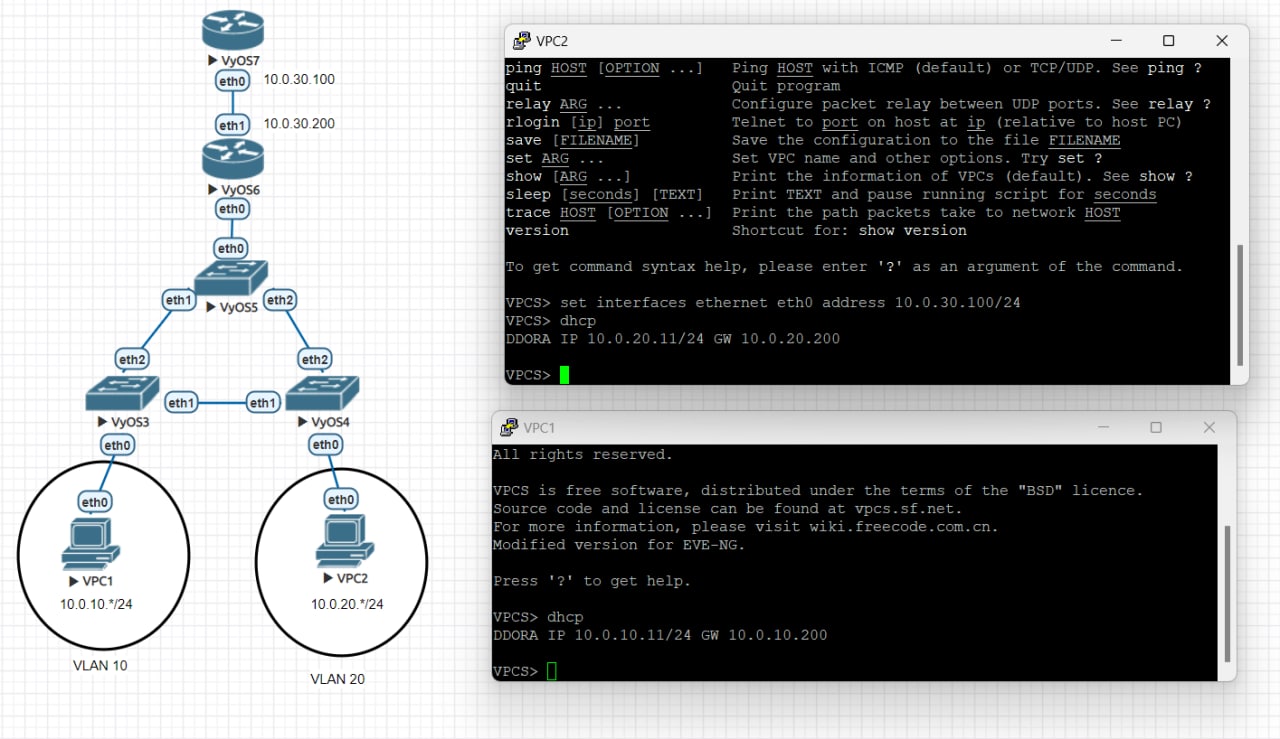 VyOS7
eth0
10.0.30.100
eth1
10.0.30.200
VyOS6
eth0
eth0
VyOS5
eth1
eth2
eth2
eth2
eth1
eth1
VyOS3
VyOS4
eth0
eth0
eth0
eth0
VPC1
VPC2
10.0.10.*/24
10.0.20.*/24
VLAN 10
VLAN 20
VPC2
ping HOST [OPTION ...] Ping HOST with ICMP (default) or TCP/UDP. See ping ?
quit Quit program
relay ARG ... Configure packet relay between UDP ports. See relay ?
rlogin [ip] port Telnet to port on host at ip (relative to host PC)
save [FILENAME] Save the configuration to the file FILENAME
set ARG ... Set VPC name and other options. Try set ?
show [ARG ...] Print the information of VPCs (default). See show ?
sleep [seconds] [TEXT] Print TEXT and pause running script for seconds
trace HOST [OPTION ...] Print the path packets take to network HOST
version Shortcut for: show version
To get command syntax help, please enter '?' as an argument of the command.
VPCS> set interfaces ethernet eth0 address 10.0.30.100/24
VPCS> dhcp
DDORA IP 10.0.20.11/24 GW 10.0.20.200
VPCS>
VPC1
All rights reserved.
VPCS is free software, distributed under the terms of the "BSD" licence.
Source code and license can be found at vpcs.sf.net.
For more information, please visit wiki.freecode.com.cn.
Modified version for EVE-NG.
Press '?' to get help.
VPCS> dhcp
DDORA IP 10.0.10.11/24 GW 10.0.10.200
VPCS>